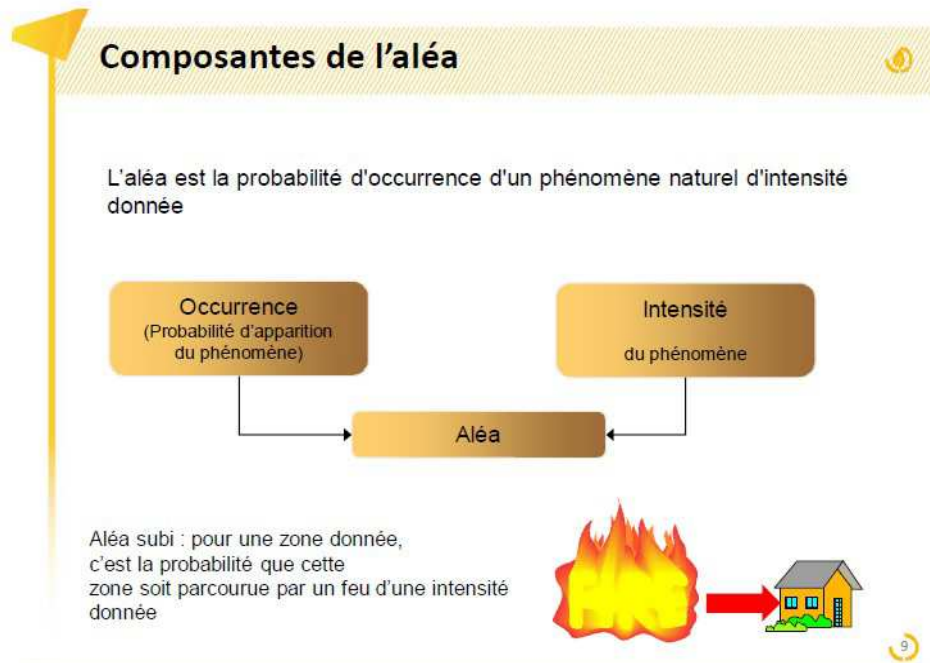 Composantes de l'aléa
L'aléa est la probabilité d'occurrence d'un phénomène naturel d'intensité
donnée
Occurrence
(Probabilité d'apparition
du phénomène)
Intensité
du phénomène
Aléa
Aléa subi : pour une zone donnée,
c'est la probabilité que cette
zone soit parcourue par un feu d'une intensité
donnée
FIRE
9